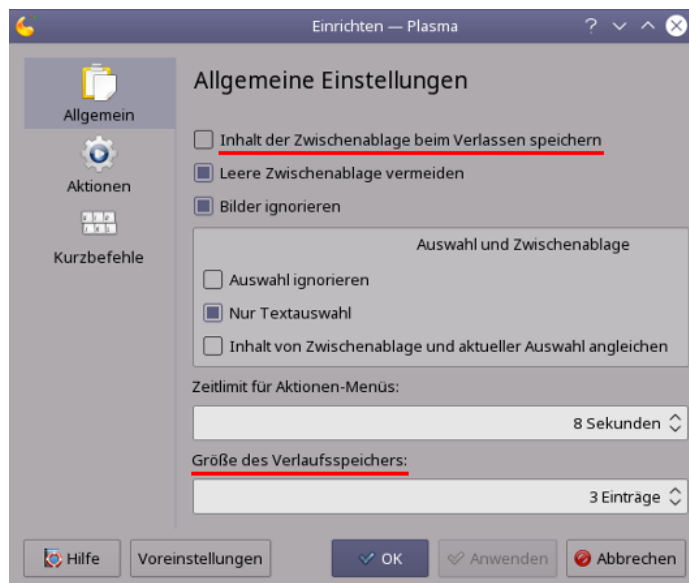 Einrichten — Plasma
Allgemein
Aktionen
Kurzbefehle
Allgemeine Einstellungen
Inhalt der Zwischenablage beim Verlassen speichern
Leere Zwischenablage vermeiden
Bilder ignorieren
Auswahl und Zwischenablage
Auswahl ignorieren
Nur Textauswahl
Inhalt von Zwischenablage und aktueller Auswahl angleichen
Zeitlimit für Aktionen-Menüs:
8 Sekunden
Größe des Verlaufsspeichers:
3 Einträge
Hilfe
Voreinstellungen
OK
Anwenden
Abbrechen